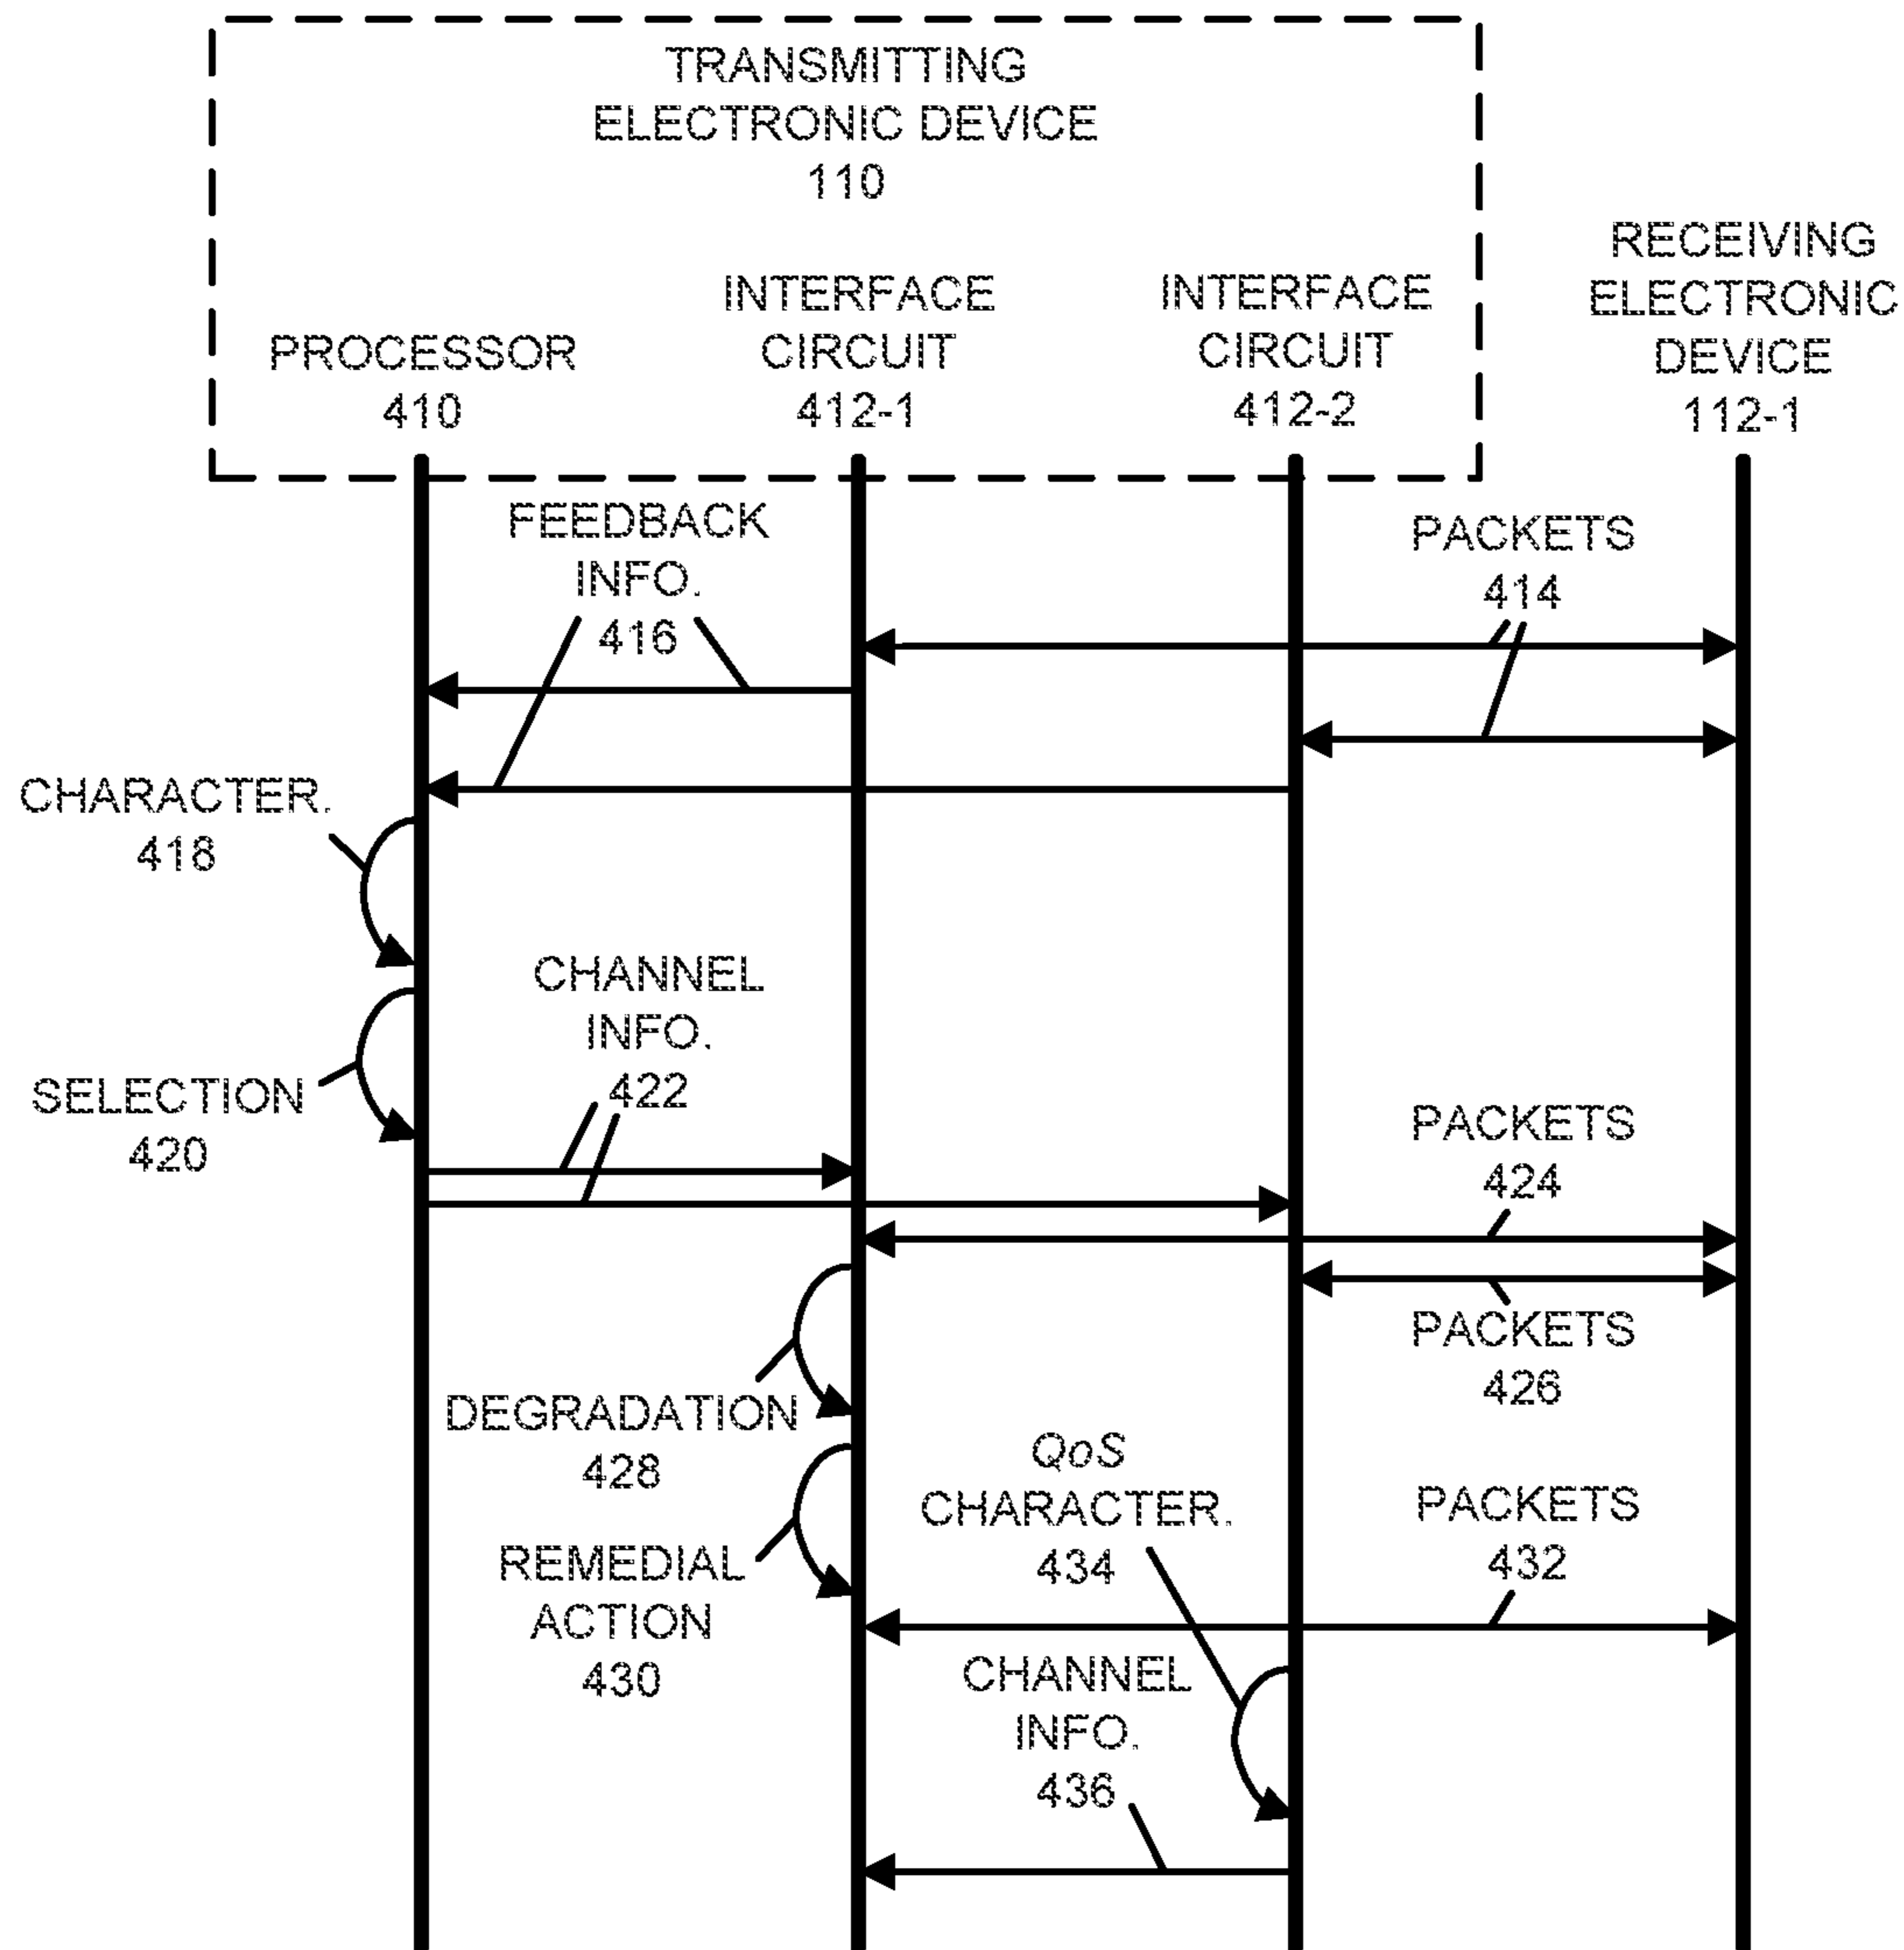 TRANSMITTING
ELECTRONIC DEVICE
110
PROCESSOR
410
INTERFACE
CIRCUIT
412-1
INTERFACE
CIRCUIT
412-2
RECEIVING
ELECTRONIC
DEVICE
112-1
FEEDBACK
INFO.
416
PACKETS
414
CHARACTER.
418
CHANNEL
INFO.
422
SELECTION
420
PACKETS
424
PACKETS
426
DEGRADATION
428
QoS
CHARACTER.
434
PACKETS
432
REMEDIAL
ACTION
430
CHANNEL
INFO.
436